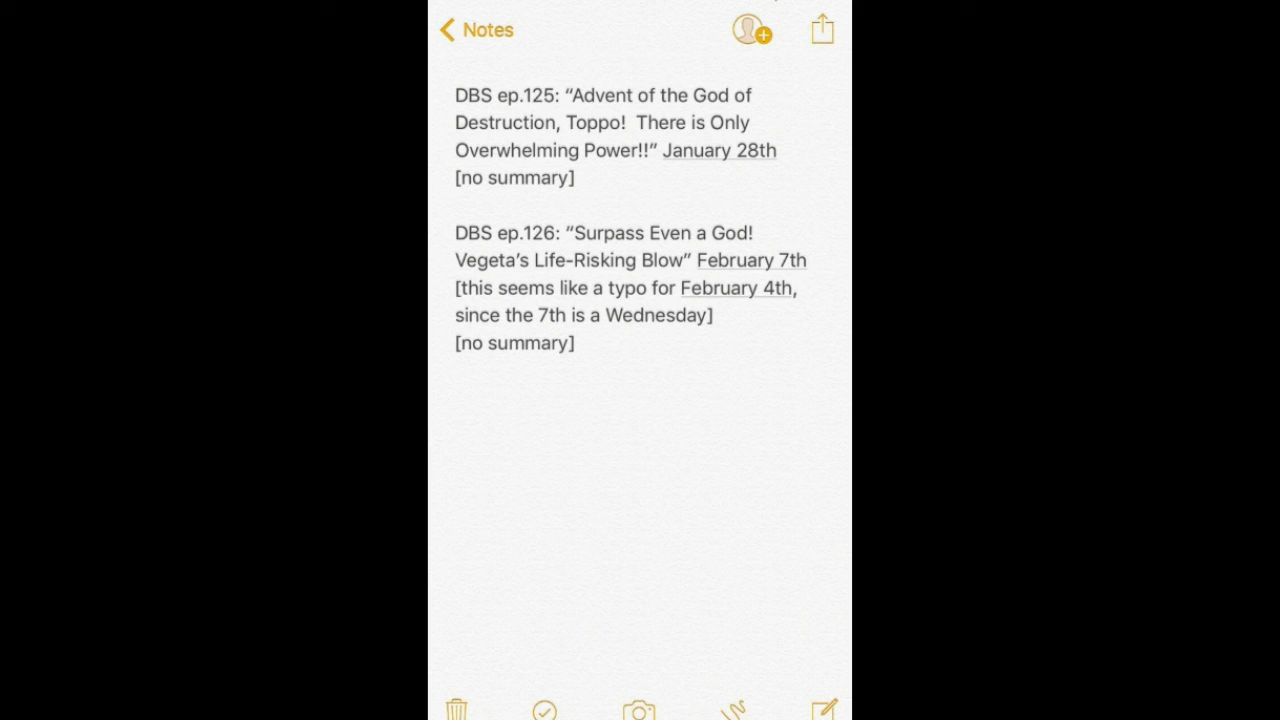 Notes
DBS ep.125: “Advent of the God of
Destruction, Toppo!  There is Only
Overwhelming Power!!” January 28th
[no summary]
DBS ep.126: “Surpass Even a God!
Vegeta’s Life-Risking Blow” February 7th
[this seems like a typo for February 4th,
since the 7th is a Wednesday]
[no summary]